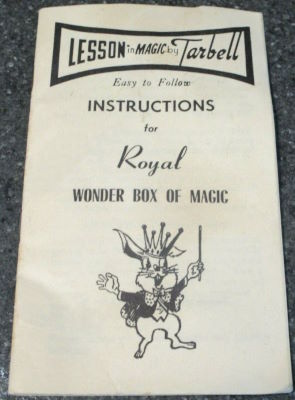 LESSON in MAGIC by Tarbell
Easy to Follow
INSTRUCTIONS
for
Royal
WONDER BOX OF MAGIC